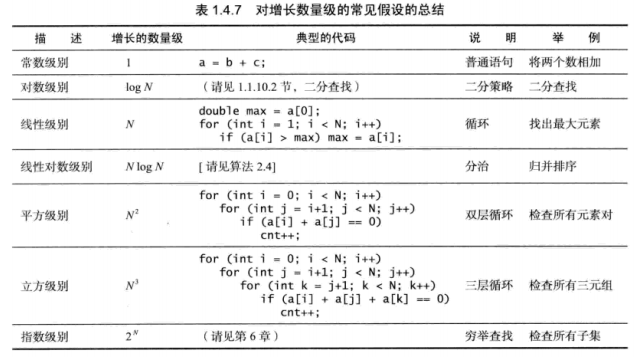 表 1.4.7 对增长数量级的常见假设的总结
描 述 增长的数量级 典型的代码 说 明 举 例
常数级别 1 a = b + c; 普通语句 将两个数相加
对数级别 log N （请见 1.1.10.2 节，二分查找） 二分策略 二分查找
double max = a[0];
线性级别 N for (int i = 1; i < N; i++) 循环 找出最大元素
if (a[i] > max) max = a[i];
线性对数级别 N log N [ 请见算法 2.4] 分治 归并排序
for (int i = 0; i < N; i++)
平方级别 N² for (int j = i+1; j < N; j++) 双层循环 检查所有元素对
if (a[i] + a[j] == 0)
cnt++;
for (int i = 0; i < N; i++)
for (int j = i+1; j < N; j++)
立方级别 N³ for (int k = j+1; k < N; k++) 三层循环 检查所有三元组
if (a[i] + a[j] + a[k] == 0)
cnt++;
指数级别 2ᴺ （请见第 6 章） 穷举查找 检查所有子集